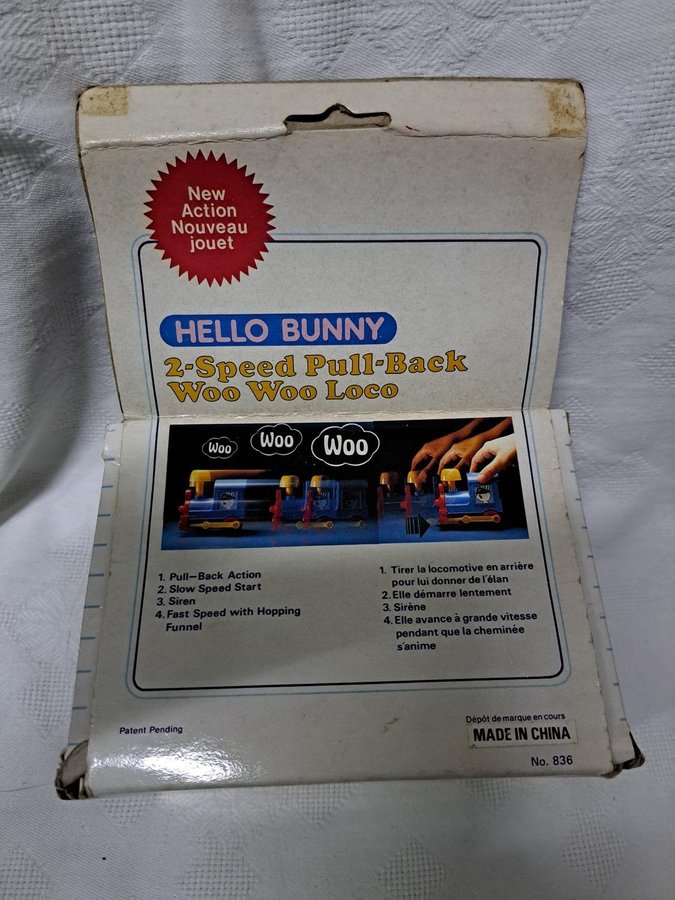 New
Action
Nouveau
jouet
HELLO BUNNY
2-Speed Pull-Back
Woo Woo Loco
Woo
Woo
Woo
1. Pull-Back Action
2. Slow Speed Start
3. Siren
4. Fast Speed with Hopping
Funnel
1. Tirer la locomotive en arrière
pour lui donner de l'élan
2. Elle démarre lentement
3. Sirène
4. Elle avance à grande vitesse
pendant que la cheminée
s'anime
Patent Pending
Dépôt de marque en cours
MADE IN CHINA
No. 836